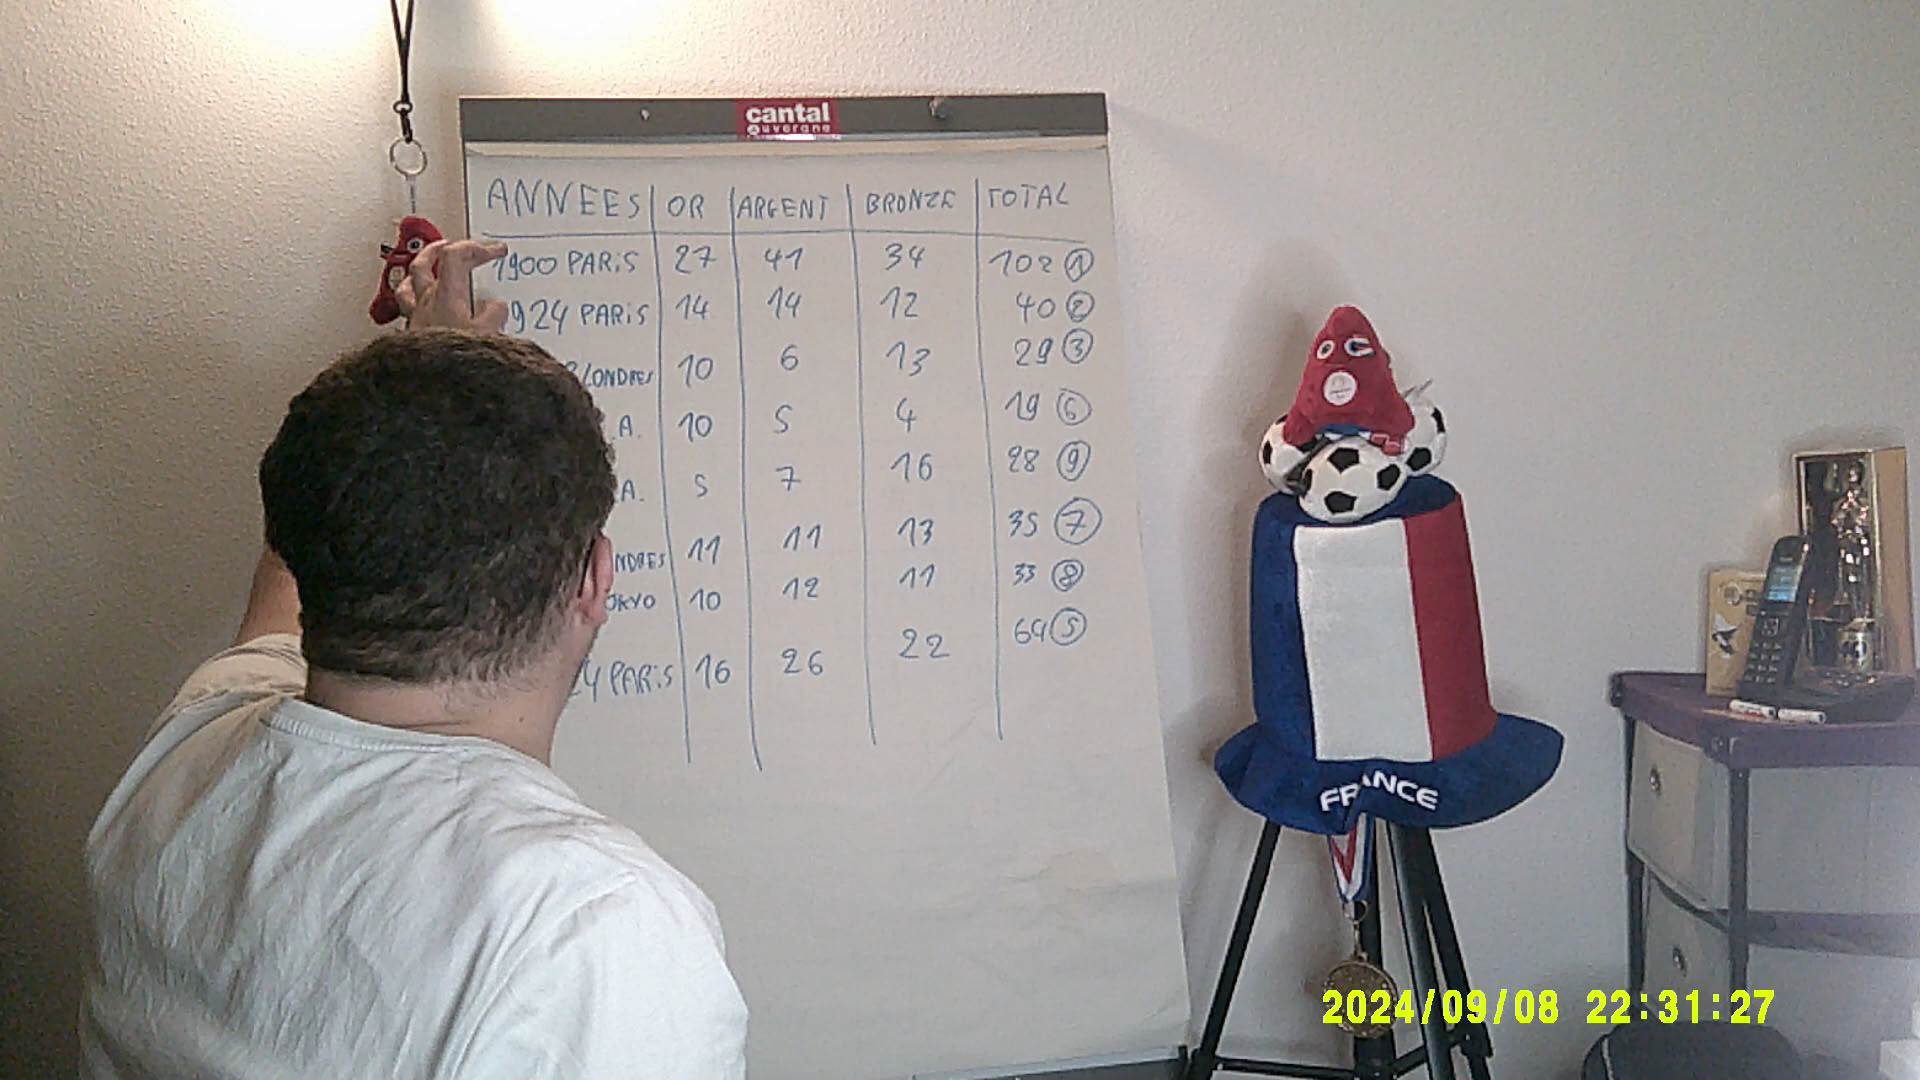 cantal
auvergne
ANNEES OR ARGENT BRONZE TOTAL
1900 PARiS 27 41 34 102 1
924 PARiS 14 14 12 40 2
LONDRES 10 6 13 29 3
.A. 10 5 4 19 6
A. 5 7 16 28 9
NDRES 11 11 13 35 7
OKYO 10 12 11 33 8
24 PARiS 16 26 22 64 5
FRANCE
2024/09/08 22:31:27